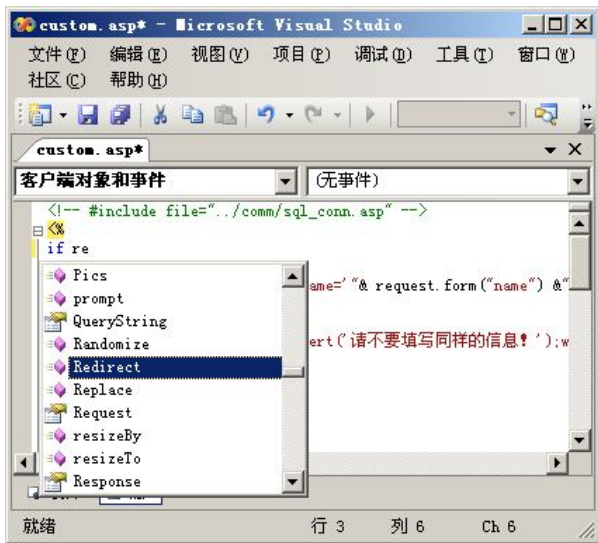 custom.asp* - Microsoft Visual Studio
文件(F) 编辑(E) 视图(V) 项目(P) 调试(D) 工具(T) 窗口(W)
社区(C) 帮助(H)
custom.asp*
客户端对象和事件 (无事件)
<!-- #include file="../comm/sql_conn.asp" -->
<%
if re
Pics
ame='"& request.form("name") &"
prompt
QueryString
Randomize
ert('请不要填写同样的信息！');w
Redirect
Replace
Request
resizeBy
resizeTo
Response
就绪 行 3 列 6 Ch 6